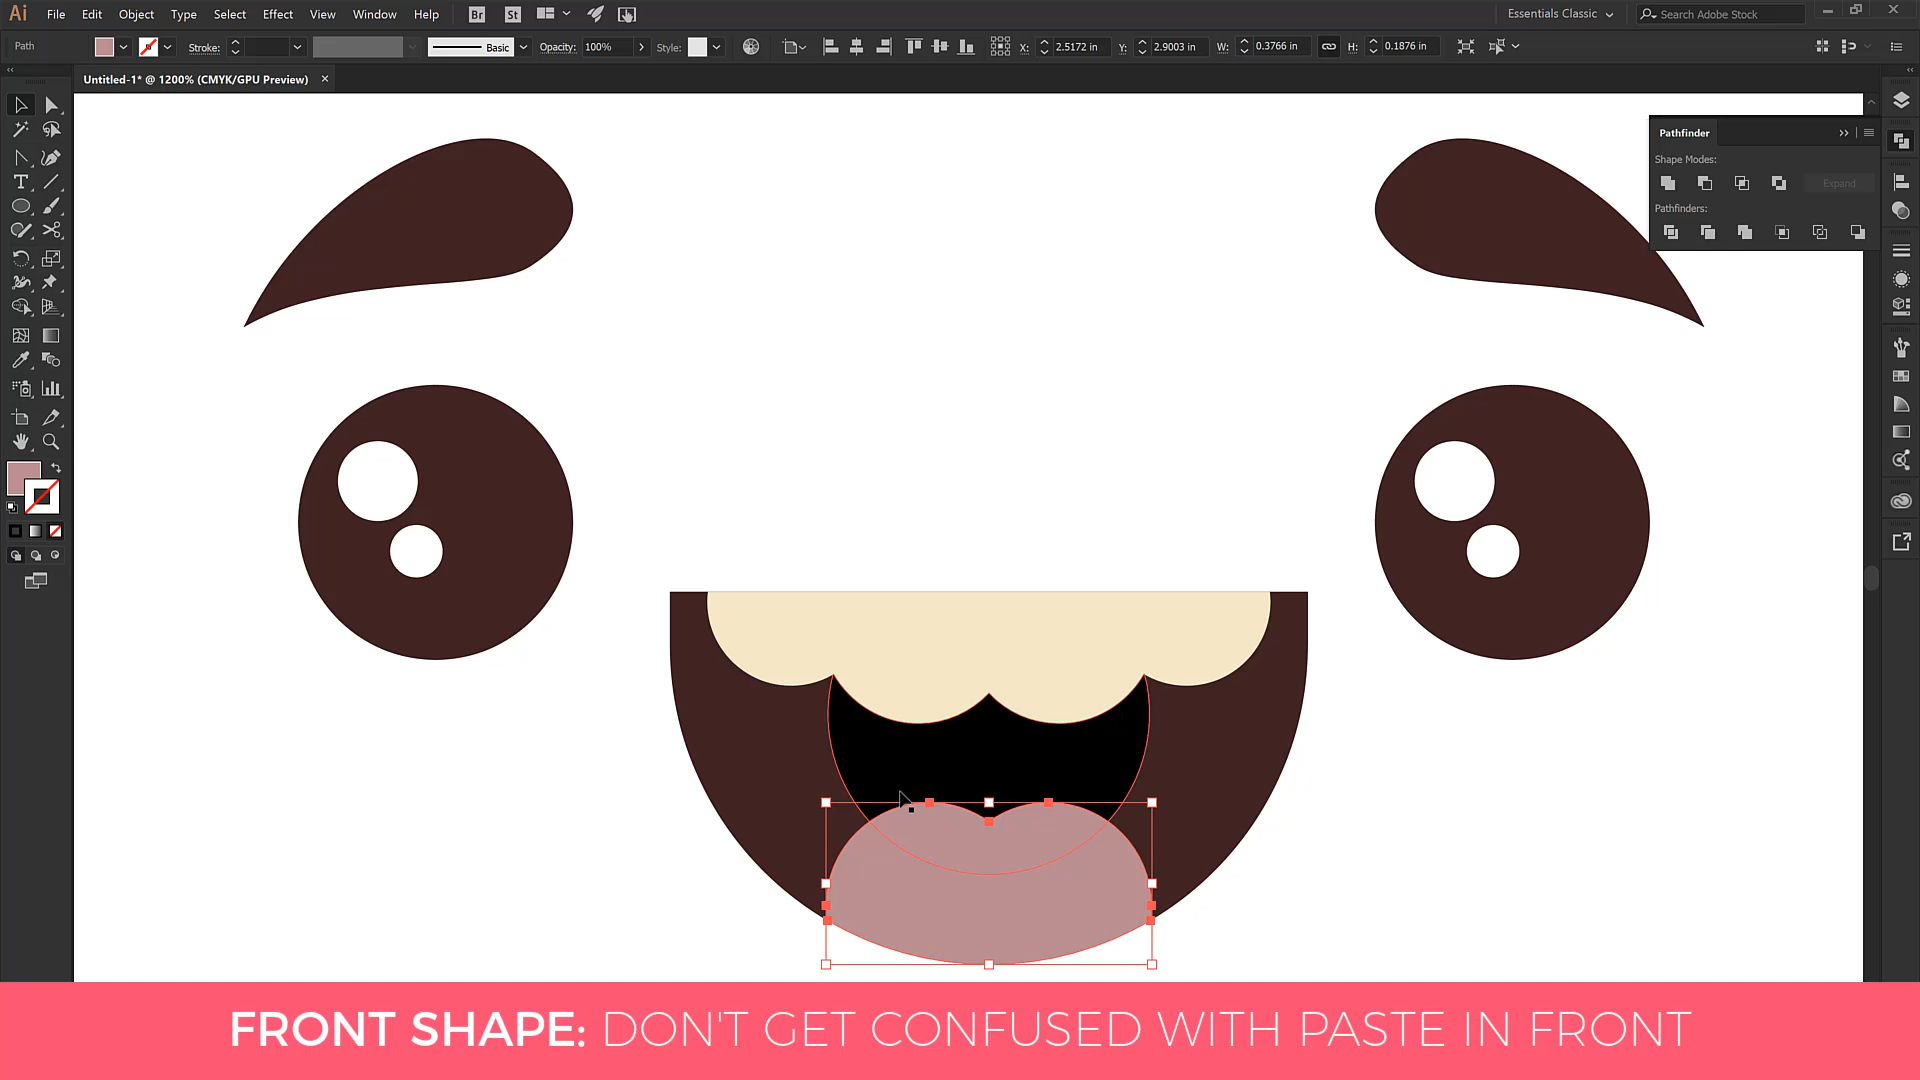 Ai File Edit Object Type Select Effect View Window Help Br St Essentials Classic Search Adobe Stock
Path Stroke: Basic Opacity: 100% Style: X: 2.5172 in Y: 2.9003 in W: 0.3766 in H: 0.1876 in
Untitled-1* @ 1200% (CMYK/GPU Preview)
Pathfinder
Shape Modes:
Expand
Pathfinders:
FRONT SHAPE: DON'T GET CONFUSED WITH PASTE IN FRONT